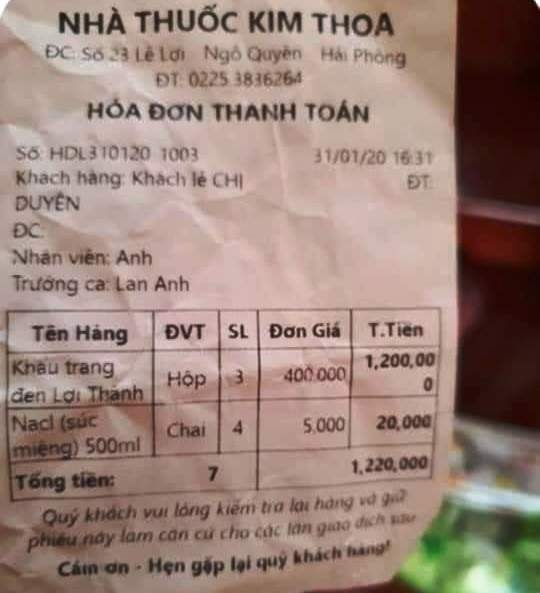 NHÀ THUỐC KIM THOA
ĐC: Số 23 Lê Lợi Ngô Quyền Hải Phòng
ĐT: 0225.3836264
HÓA ĐƠN THANH TOÁN
Số: HDL310120 1003 31/01/20 16:31
Khách hàng: Khách lẻ CHỊ ĐT:
DUYÊN
ĐC:
Nhân viên: Anh
Trưởng ca: Lan Anh
Tên Hàng ĐVT SL Đơn Giá T.Tiền
Khẩu trang đen Lợi Thành Hộp 3 400.000 1,200,000
Nacl (súc miệng) 500ml Chai 4 5,000 20,000
Tổng tiền: 7 1,220,000
Quý khách vui lòng kiểm tra lại hàng và giữ
phiếu này làm căn cứ cho các lần giao dịch sau
Cảm ơn - Hẹn gặp lại quý khách hàng!